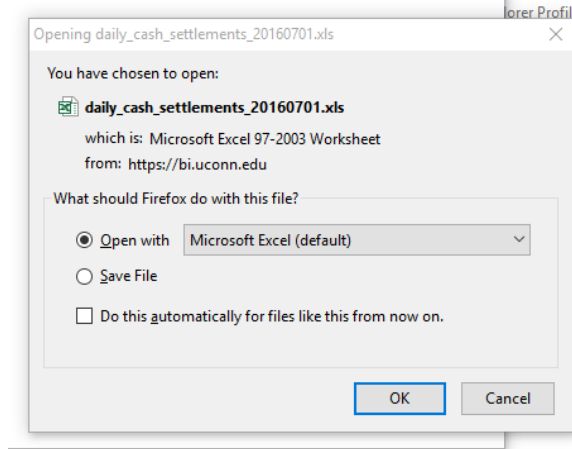 lorer Profil
Opening daily_cash_settlements_20160701.xls
You have chosen to open:
daily_cash_settlements_20160701.xls
which is: Microsoft Excel 97-2003 Worksheet
from: https://bi.uconn.edu
What should Firefox do with this file?
Open with Microsoft Excel (default)
Save File
Do this automatically for files like this from now on.
OK Cancel